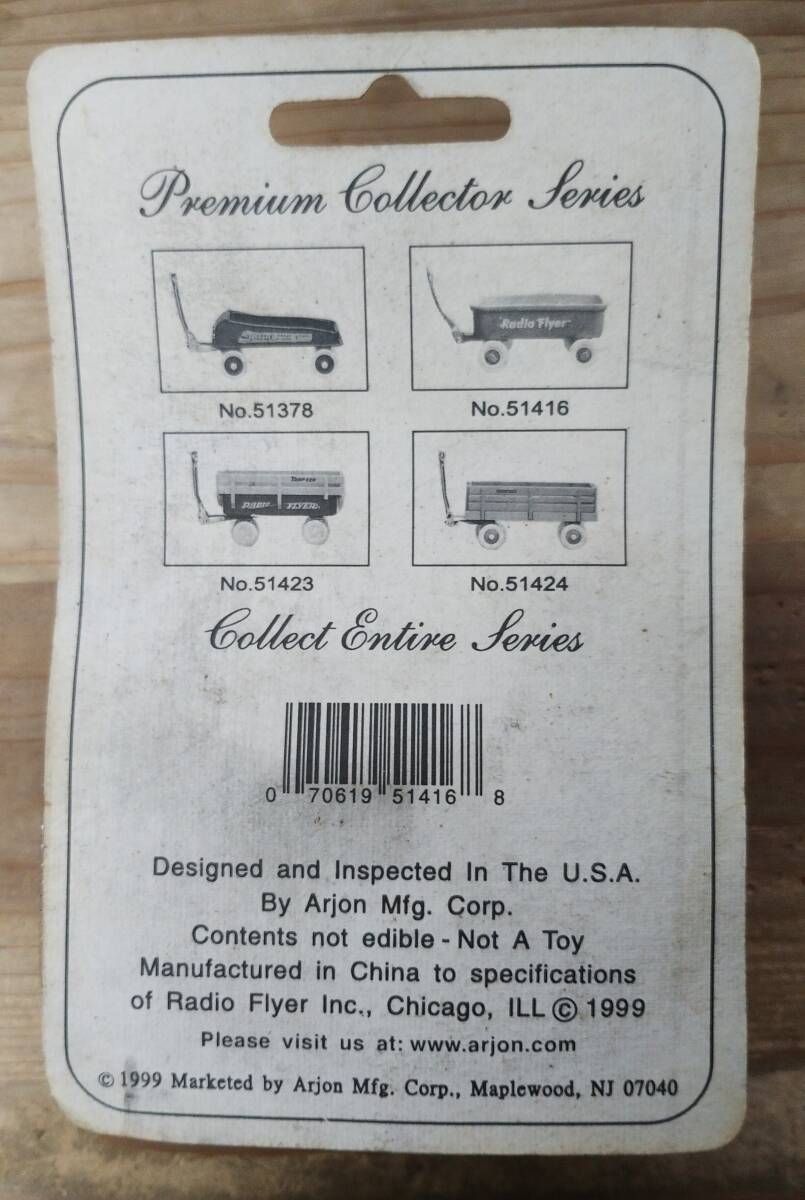 Premium Collector Series
Radio Flyer
No.51378 No.51416
RADIO FLYER
No.51423 No.51424
Collect Entire Series
0 70619 51416 8
Designed and Inspected In The U.S.A.
By Arjon Mfg. Corp.
Contents not edible - Not A Toy
Manufactured in China to specifications
of Radio Flyer Inc., Chicago, ILL © 1999
Please visit us at: www.arjon.com
© 1999 Marketed by Arjon Mfg. Corp., Maplewood, NJ 07040